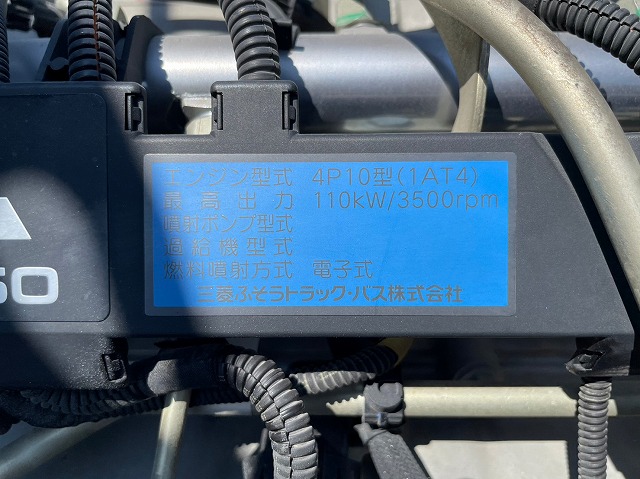 エンジン型式 4P10型(1AT4)
最高出力 110kW/3500rpm
噴射ポンプ型式
過給機型式
燃料噴射方式 電子式
三菱ふそうトラック・バス株式会社
50